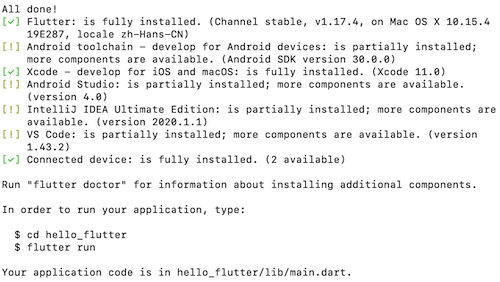 All done!
[✓] Flutter: is fully installed. (Channel stable, v1.17.4, on Mac OS X 10.15.4
19E287, locale zh-Hans-CN)
[!] Android toolchain - develop for Android devices: is partially installed;
more components are available. (Android SDK version 30.0.0)
[✓] Xcode - develop for iOS and macOS: is fully installed. (Xcode 11.0)
[!] Android Studio: is partially installed; more components are available.
(version 4.0)
[!] IntelliJ IDEA Ultimate Edition: is partially installed; more components are
available. (version 2020.1.1)
[!] VS Code: is partially installed; more components are available. (version
1.43.2)
[✓] Connected device: is fully installed. (2 available)
Run "flutter doctor" for information about installing additional components.
In order to run your application, type:
$ cd hello_flutter
$ flutter run
Your application code is in hello_flutter/lib/main.dart.